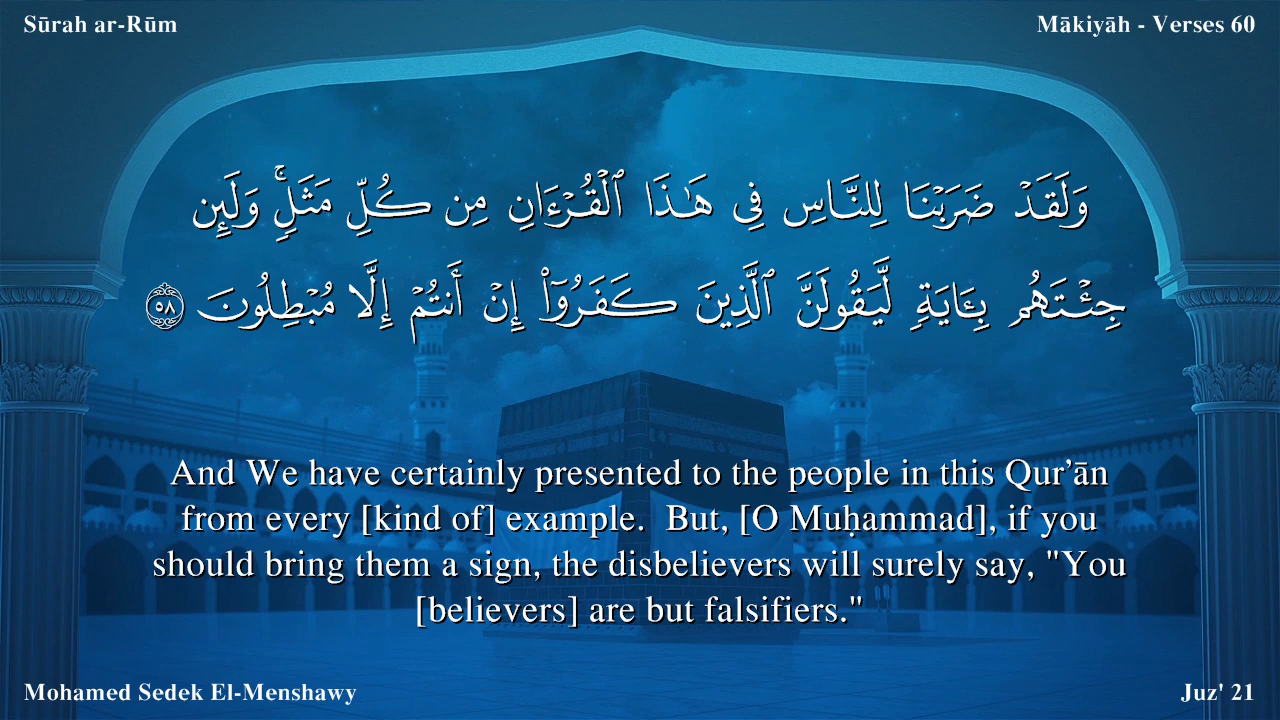 Sūrah ar-Rūm
Mākiyāh - Verses 60
وَلَقَدْ ضَرَبْنَا لِلنَّاسِ فِى هَٰذَا ٱلْقُرْءَانِ مِن كُلِّ مَثَلٍۢ ۚ وَلَئِن
جِئْتَهُم بِـَٔايَةٍۢ لَّيَقُولَنَّ ٱلَّذِينَ كَفَرُوٓا۟ إِنْ أَنتُمْ إِلَّا مُبْطِلُونَ ٥٨
And We have certainly presented to the people in this Qur’ān
from every [kind of] example.  But, [O Muḥammad], if you
should bring them a sign, the disbelievers will surely say, "You
[believers] are but falsifiers."
Mohamed Sedek El-Menshawy
Juz' 21